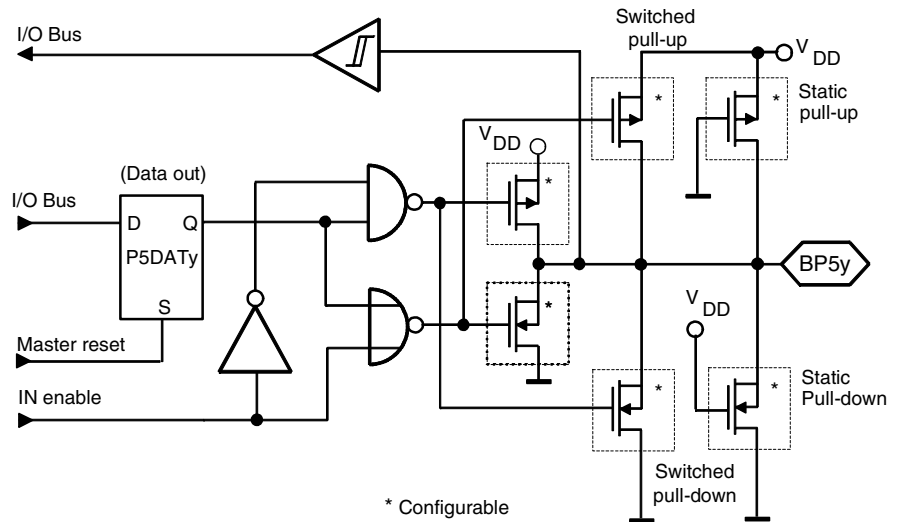 I/O Bus
Switched
pull-up
V DD
*
*
Static
pull-up
V DD
*
(Data out)
I/O Bus
D Q
P5DATy
S
BP5y
V DD
*
Master reset
IN enable
*
*
Static
Pull-down
Switched
pull-down
* Configurable